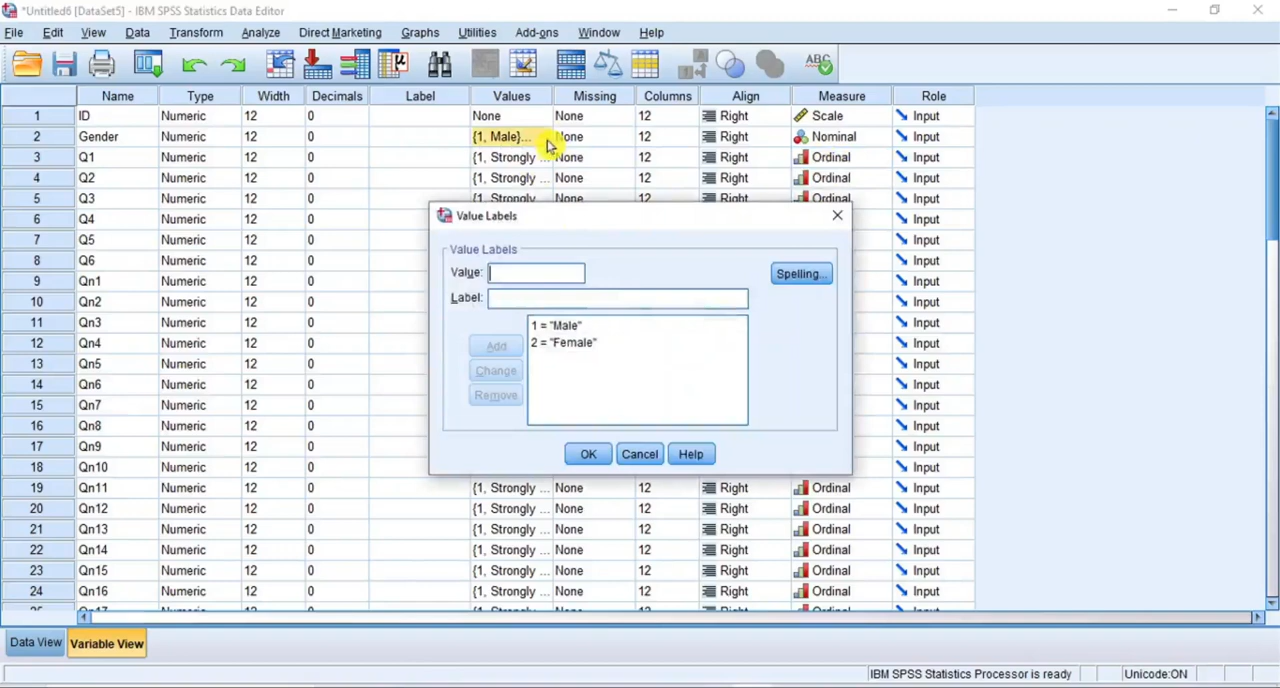 *Untitled6 [DataSet5] - IBM SPSS Statistics Data Editor
File Edit View Data Transform Analyze Direct Marketing Graphs Utilities Add-ons Window Help
Name Type Width Decimals Label Values Missing Columns Align Measure Role
1 ID Numeric 12 0 None None 12 Right Scale Input
2 Gender Numeric 12 0 {1, Male}... None 12 Right Nominal Input
3 Q1 Numeric 12 0 {1, Strongly ... None 12 Right Ordinal Input
4 Q2 Numeric 12 0 {1, Strongly ... None 12 Right Ordinal Input
5 Q3 Numeric 12 0 {1, Strongly ... None 12 Right Ordinal Input
6 Q4 Numeric 12 0 Input
7 Q5 Numeric 12 0 Input
8 Q6 Numeric 12 0 Input
9 Qn1 Numeric 12 0 Input
10 Qn2 Numeric 12 0 Input
11 Qn3 Numeric 12 0 Input
12 Qn4 Numeric 12 0 Input
13 Qn5 Numeric 12 0 Input
14 Qn6 Numeric 12 0 Input
15 Qn7 Numeric 12 0 Input
16 Qn8 Numeric 12 0 Input
17 Qn9 Numeric 12 0 Input
18 Qn10 Numeric 12 0 Input
19 Qn11 Numeric 12 0 {1, Strongly ... None 12 Right Ordinal Input
20 Qn12 Numeric 12 0 {1, Strongly ... None 12 Right Ordinal Input
21 Qn13 Numeric 12 0 {1, Strongly ... None 12 Right Ordinal Input
22 Qn14 Numeric 12 0 {1, Strongly ... None 12 Right Ordinal Input
23 Qn15 Numeric 12 0 {1, Strongly ... None 12 Right Ordinal Input
24 Qn16 Numeric 12 0 {1, Strongly ... None 12 Right Ordinal Input
Value Labels
Value Labels
Value:
Spelling...
Label:
1 = "Male"
2 = "Female"
Add
Change
Remove
OK Cancel Help
Data View Variable View
IBM SPSS Statistics Processor is ready Unicode:ON